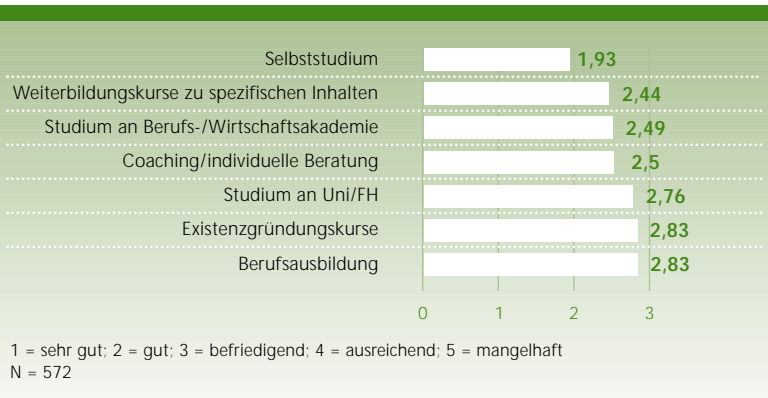 Selbststudium 1,93
Weiterbildungskurse zu spezifischen Inhalten 2,44
Studium an Berufs-/Wirtschaftsakademie 2,49
Coaching/individuelle Beratung 2,5
Studium an Uni/FH 2,76
Existenzgründungskurse 2,83
Berufsausbildung 2,83
0 1 2 3
1 = sehr gut; 2 = gut; 3 = befriedigend; 4 = ausreichend; 5 = mangelhaft
N = 572